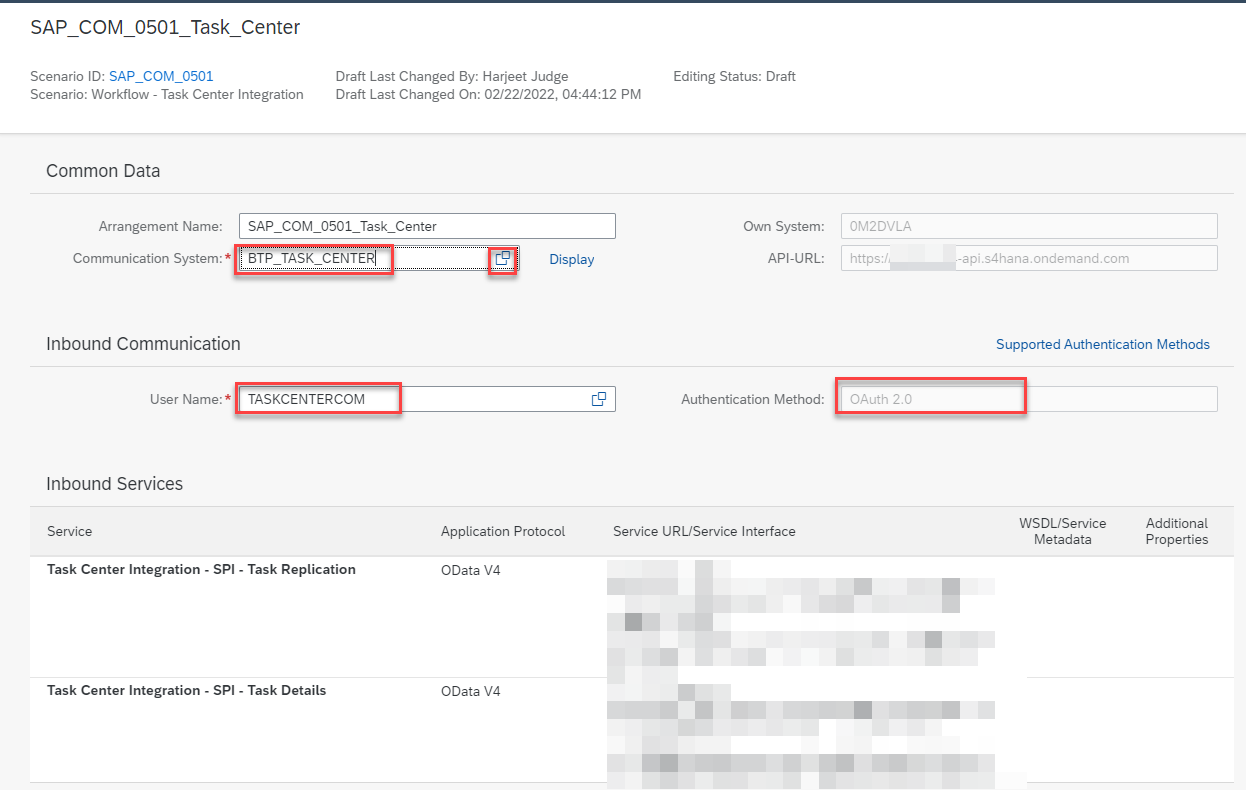 SAP_COM_0501_Task_Center
Scenario ID: SAP_COM_0501
Draft Last Changed By: Harjeet Judge
Editing Status: Draft
Scenario: Workflow - Task Center Integration
Draft Last Changed On: 02/22/2022, 04:44:12 PM
Common Data
Arrangement Name: SAP_COM_0501_Task_Center
Own System: 0M2DVLA
Communication System:* BTP_TASK_CENTER Display
API-URL: https:/ -api.s4hana.ondemand.com
Inbound Communication
Supported Authentication Methods
User Name:* TASKCENTERCOM
Authentication Method: OAuth 2.0
Inbound Services
Service
Application Protocol
Service URL/Service Interface
WSDL/Service
Metadata
Additional
Properties
Task Center Integration - SPI - Task Replication
OData V4
Task Center Integration - SPI - Task Details
OData V4